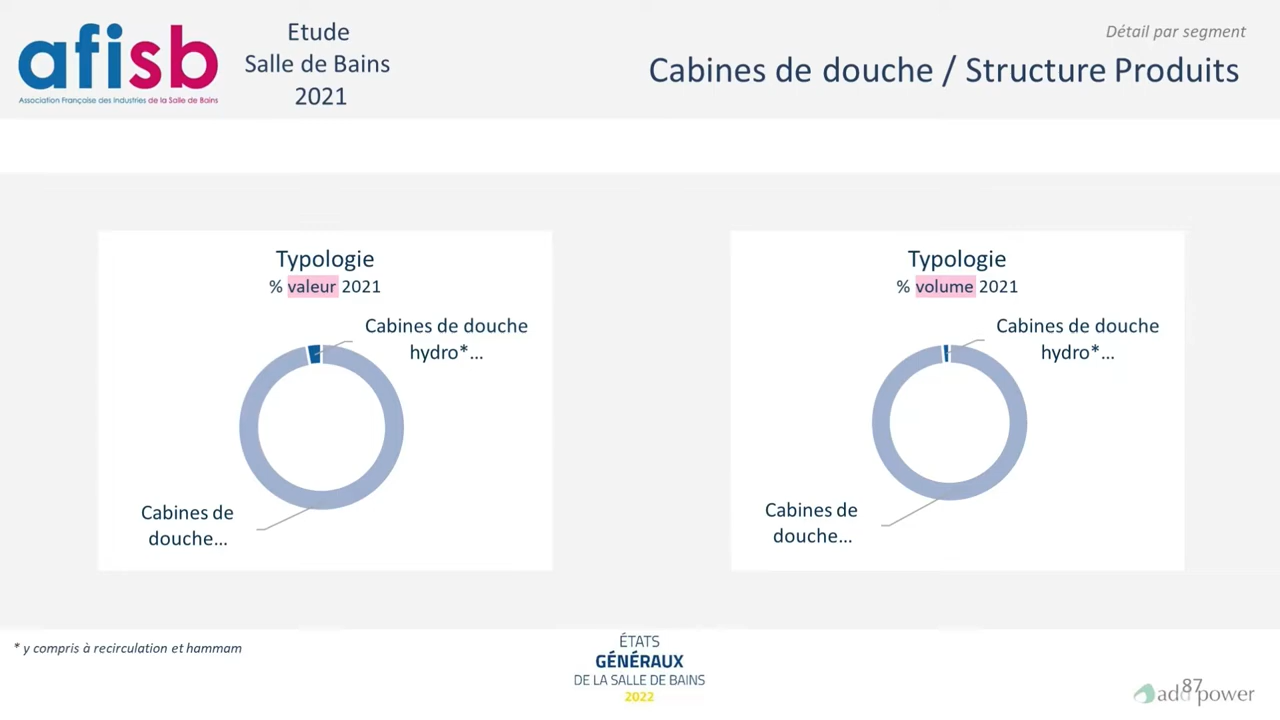 afisb
Association Française des Industries de la Salle de Bains
Etude
Salle de Bains
2021
Détail par segment
Cabines de douche / Structure Produits
Typologie
% valeur 2021
Cabines de douche
hydro*…
Cabines de
douche…
Typologie
% volume 2021
Cabines de douche
hydro*…
Cabines de
douche…
* y compris à recirculation et hammam
ÉTATS
GÉNÉRAUX
DE LA SALLE DE BAINS
2022
87
add power